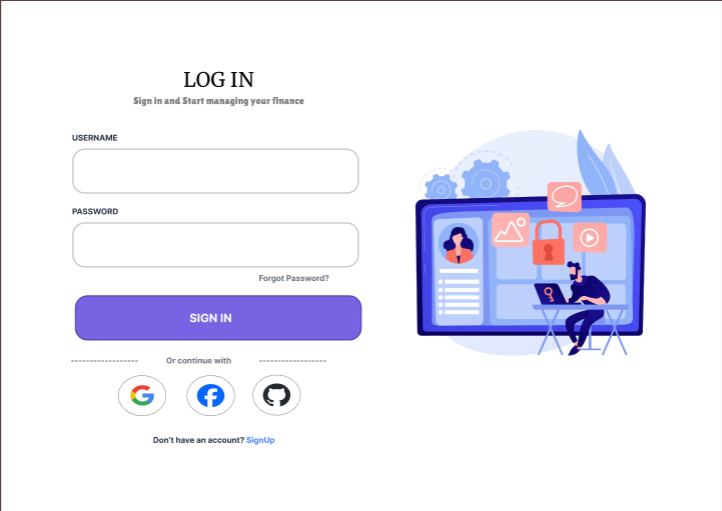 LOG IN
Sign in and Start managing your finance
USERNAME
PASSWORD
Forgot Password?
SIGN IN
------------------- Or continue with -------------------
Don't have an account? SignUp